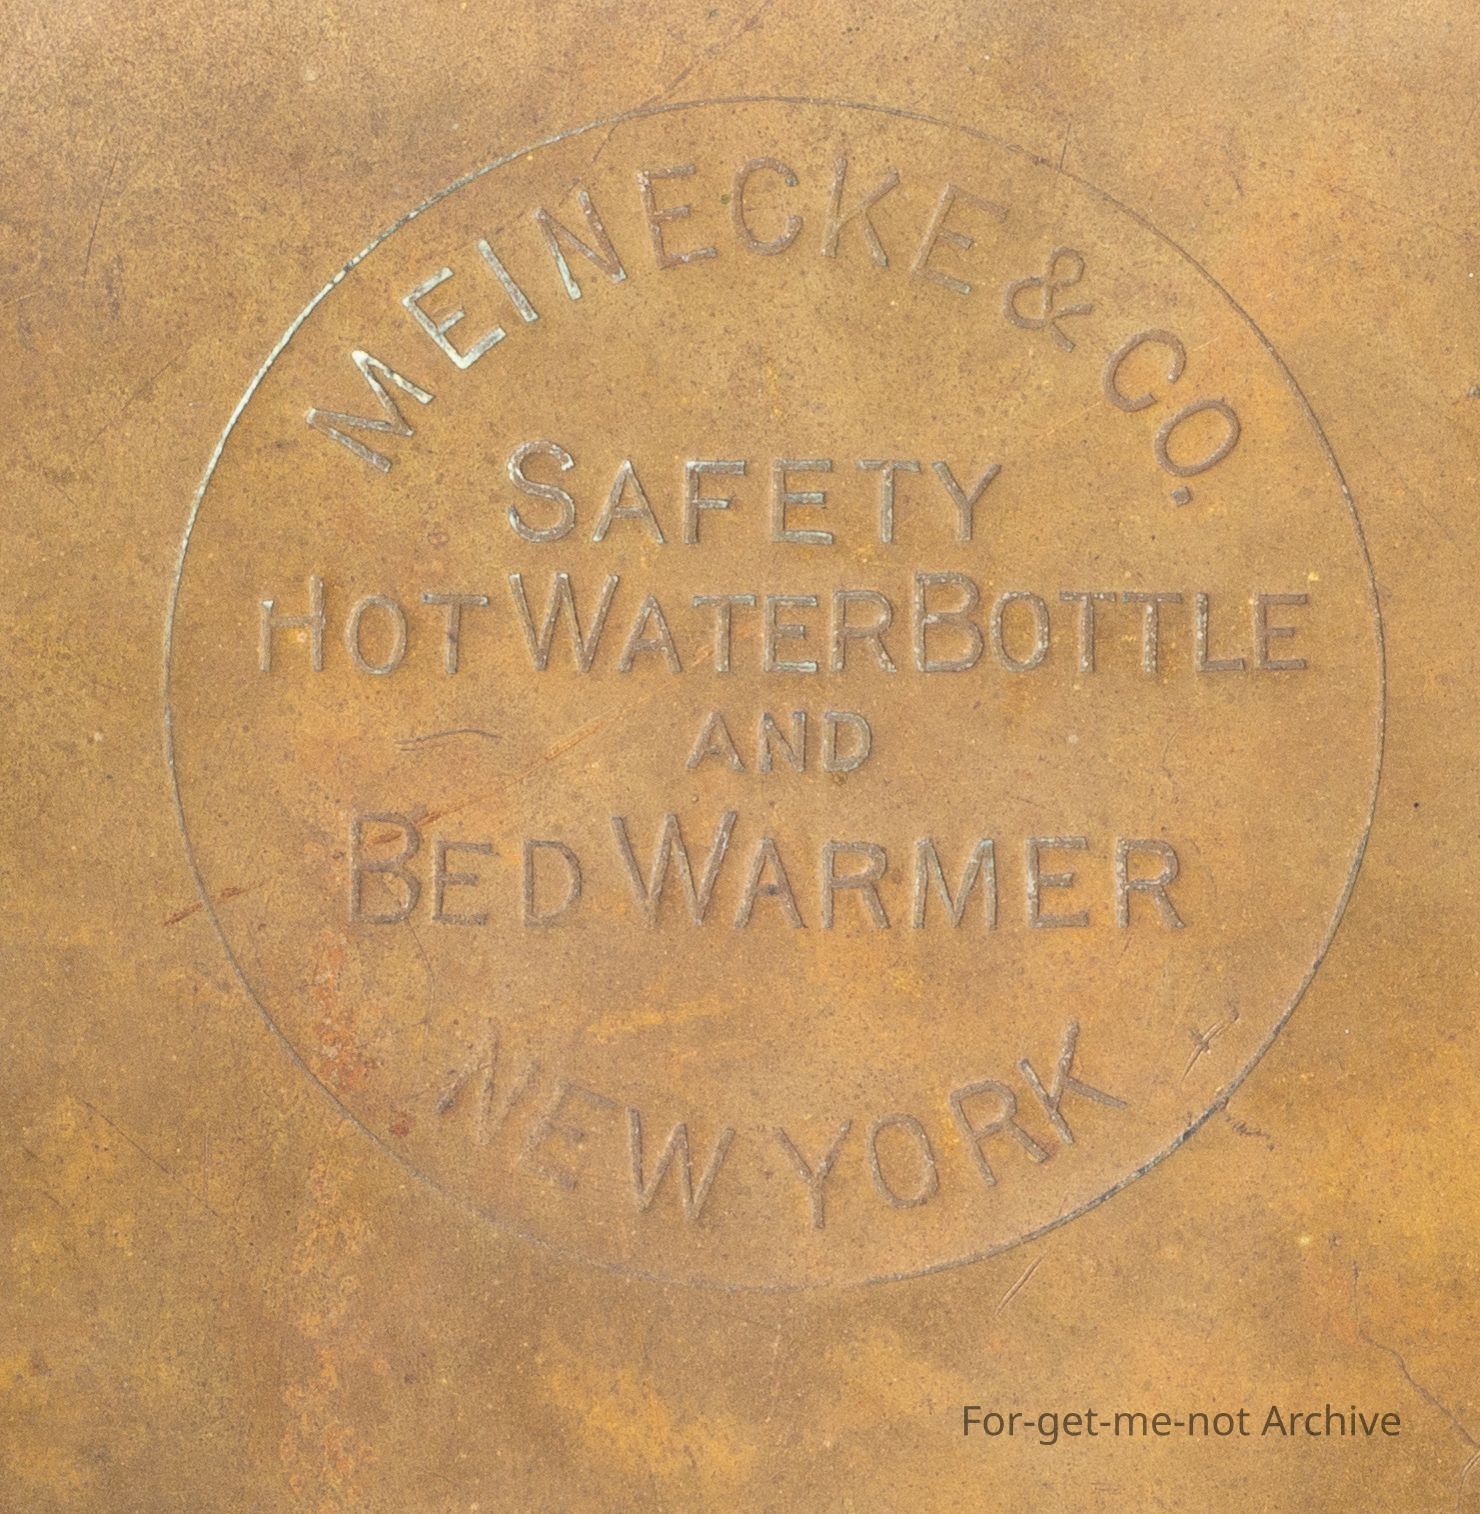 MEINECKE & CO.
SAFETY
HOT WATER BOTTLE
AND
BED WARMER
NEW YORK
For-get-me-not Archive